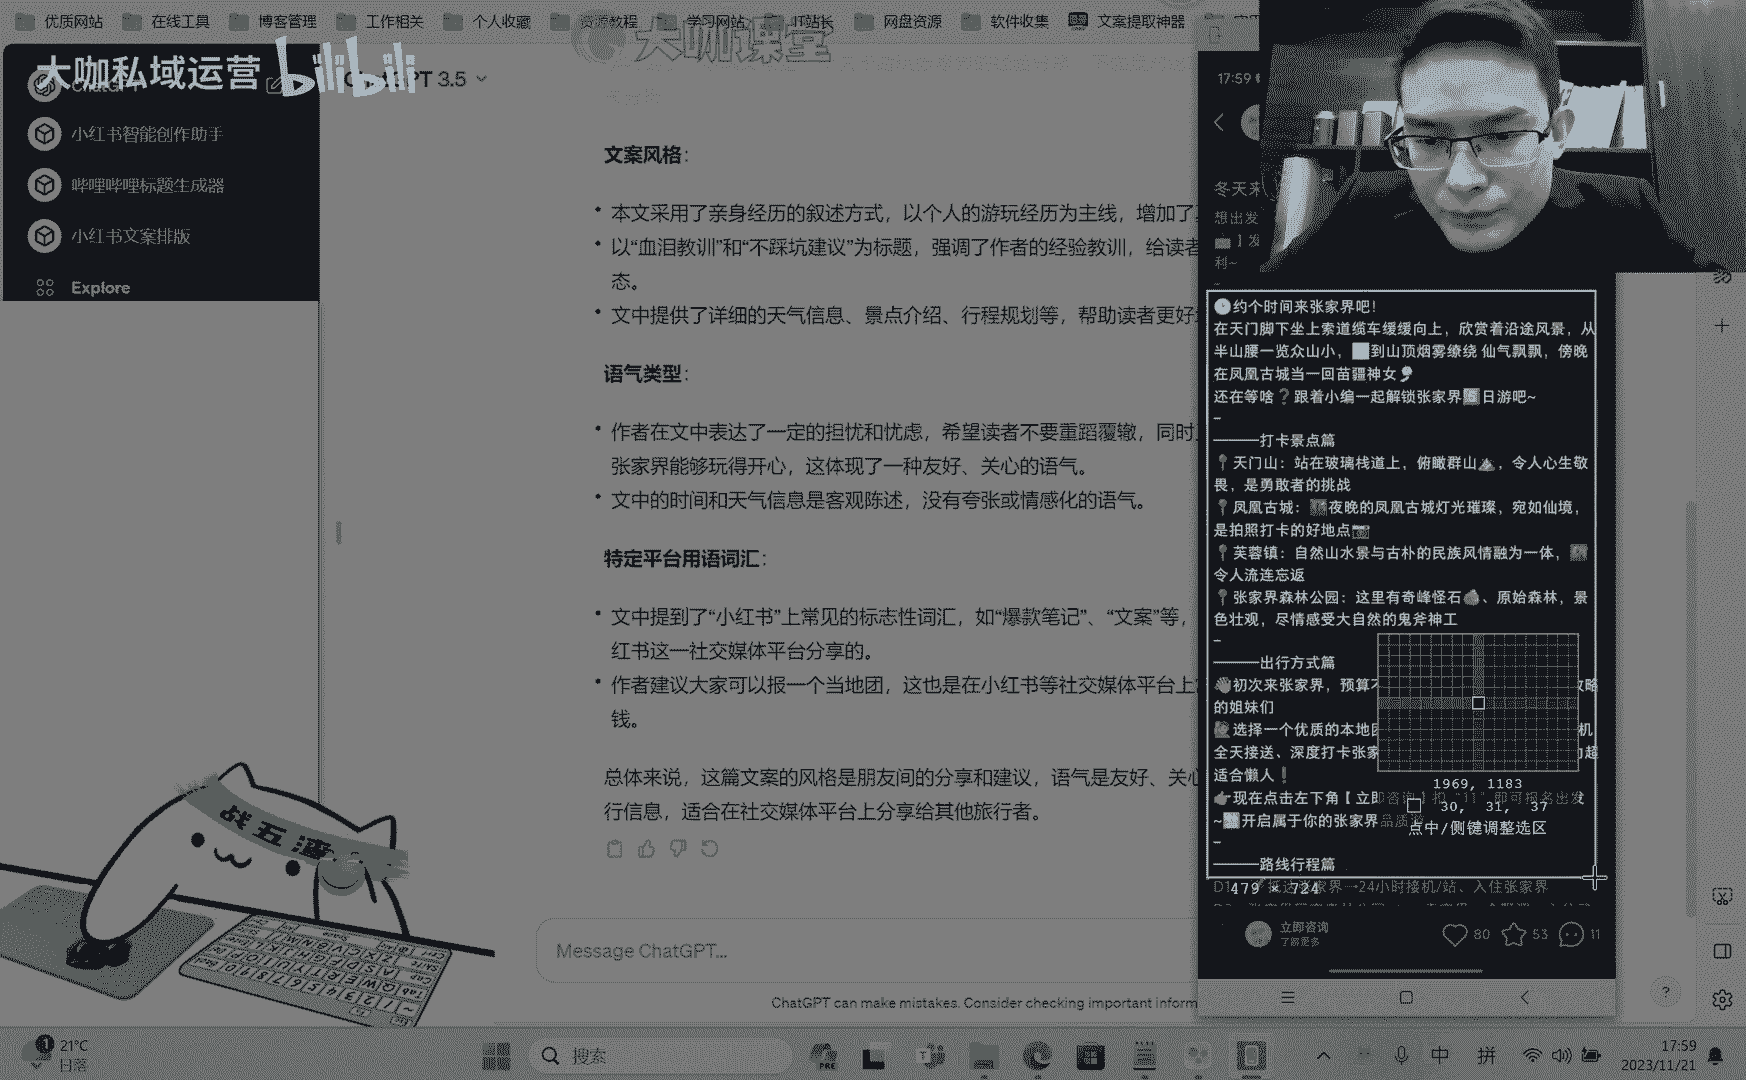 优质网站 在线工具 博客管理 工作相关 个人收藏 资源教程 学习网站 IT站长 网盘资源 软件收集 文案提取神器
大咖课堂
大咖私域运营 bilibili
ChatGPT
3.5
小红书智能创作助手
哔哩哔哩标题生成器
小红书文案排版
Explore
文案风格：
本文采用了亲身经历的叙述方式，以个人的游玩经历为主线，增加了
以“血泪教训”和“不踩坑建议”为标题，强调了作者的经验教训，给读者
态。
文中提供了详细的天气信息、景点介绍、行程规划等，帮助读者更好
语气类型：
作者在文中表达了一定的担忧和忧虑，希望读者不要重蹈覆辙，同时
张家界能够玩得开心，这体现了一种友好、关心的语气。
文中的时间和天气信息是客观陈述，没有夸张或情感化的语气。
特定平台用语词汇：
文中提到了“小红书”上常见的标志性词汇，如“爆款笔记”、“文案”等，
红书这一社交媒体平台分享的。
作者建议大家可以报一个当地团，这也是在小红书等社交媒体平台上
钱。
总体来说，这篇文案的风格是朋友间的分享和建议，语气是友好、关心
行信息，适合在社交媒体平台上分享给其他旅行者。
Message ChatGPT…
ChatGPT can make mistakes. Consider checking important inform
17:59
冬天来
想出发
】发
利~
🕒约个时间来张家界吧！
在天门脚下坐上索道缆车缓缓向上，欣赏着沿途风景，从
半山腰一览众山小，到山顶烟雾缭绕 仙气飘飘，傍晚
在凤凰古城当一回苗疆神女
还在等啥❓跟着小编一起解锁张家界日游吧~
–
———打卡景点篇
📍天门山：站在玻璃栈道上，俯瞰群山⛰，令人心生敬
畏，是勇敢者的挑战
📍凤凰古城：夜晚的凤凰古城灯光璀璨，宛如仙境，
是拍照打卡的好地点📷
📍芙蓉镇：自然山水景与古朴的民族风情融为一体，
令人流连忘返
📍张家界森林公园：这里有奇峰怪石、原始森林，景
色壮观，尽情感受大自然的鬼斧神工
–
———出行方式篇
👋初次来张家界，预算不 攻略
的姐妹们
选择一个优质的本地团 机
全天接送、深度打卡张家 超
适合懒人❗
👉现在点击左下角【立即咨询】扣“11”即可报名出发
~开启属于你的张家界品质游
–
———路线行程篇
1969, 1183
30, 31, 37
点中/侧键调整选区
479 * 724
D1 抵达张家界→24小时接机/站、入住张家界
立即咨询
了解更多
80 53 11
战五渣
1
21°C
日落
搜索
PRE
中 拼
17:59
2023/11/21